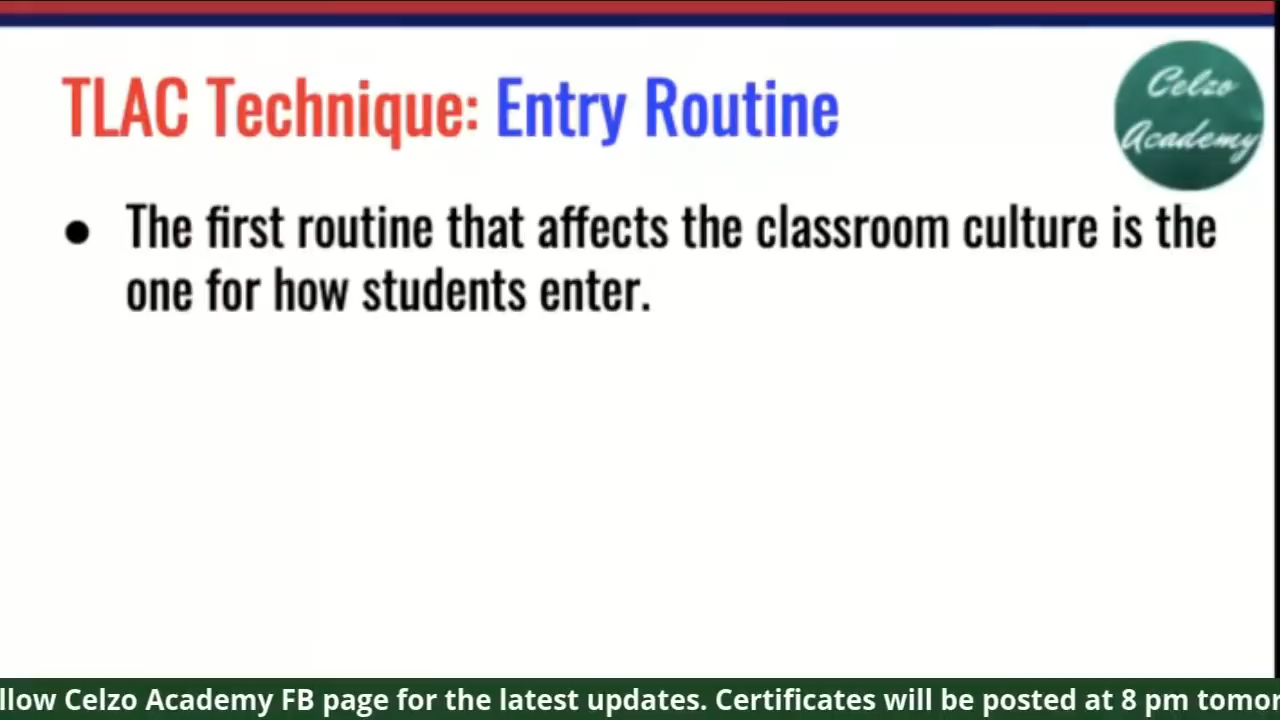 TLAC Technique: Entry Routine
Celzo
Academy
● The first routine that affects the classroom culture is the
one for how students enter.
llow Celzo Academy FB page for the latest updates. Certificates will be posted at 8 pm tomor